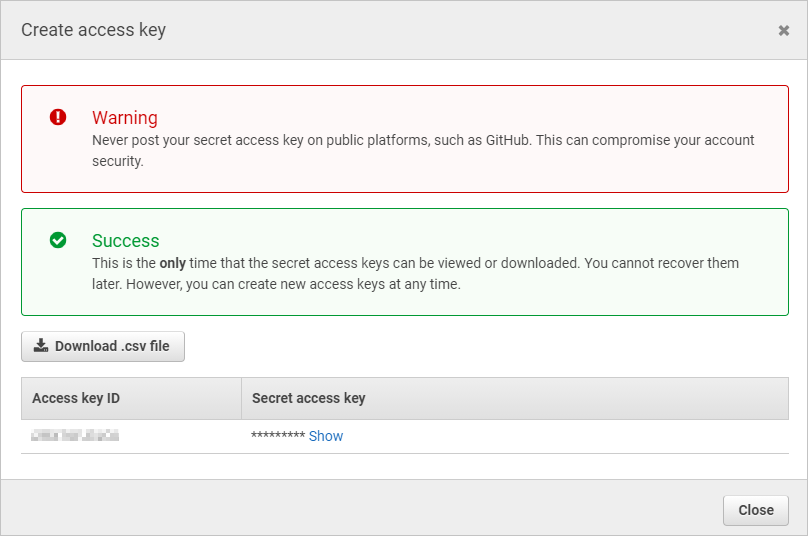 Create access key
Warning
Never post your secret access key on public platforms, such as GitHub. This can compromise your account
security.
Success
This is the only time that the secret access keys can be viewed or downloaded. You cannot recover them
later. However, you can create new access keys at any time.
Download .csv file
Access key ID Secret access key
********* Show
Close